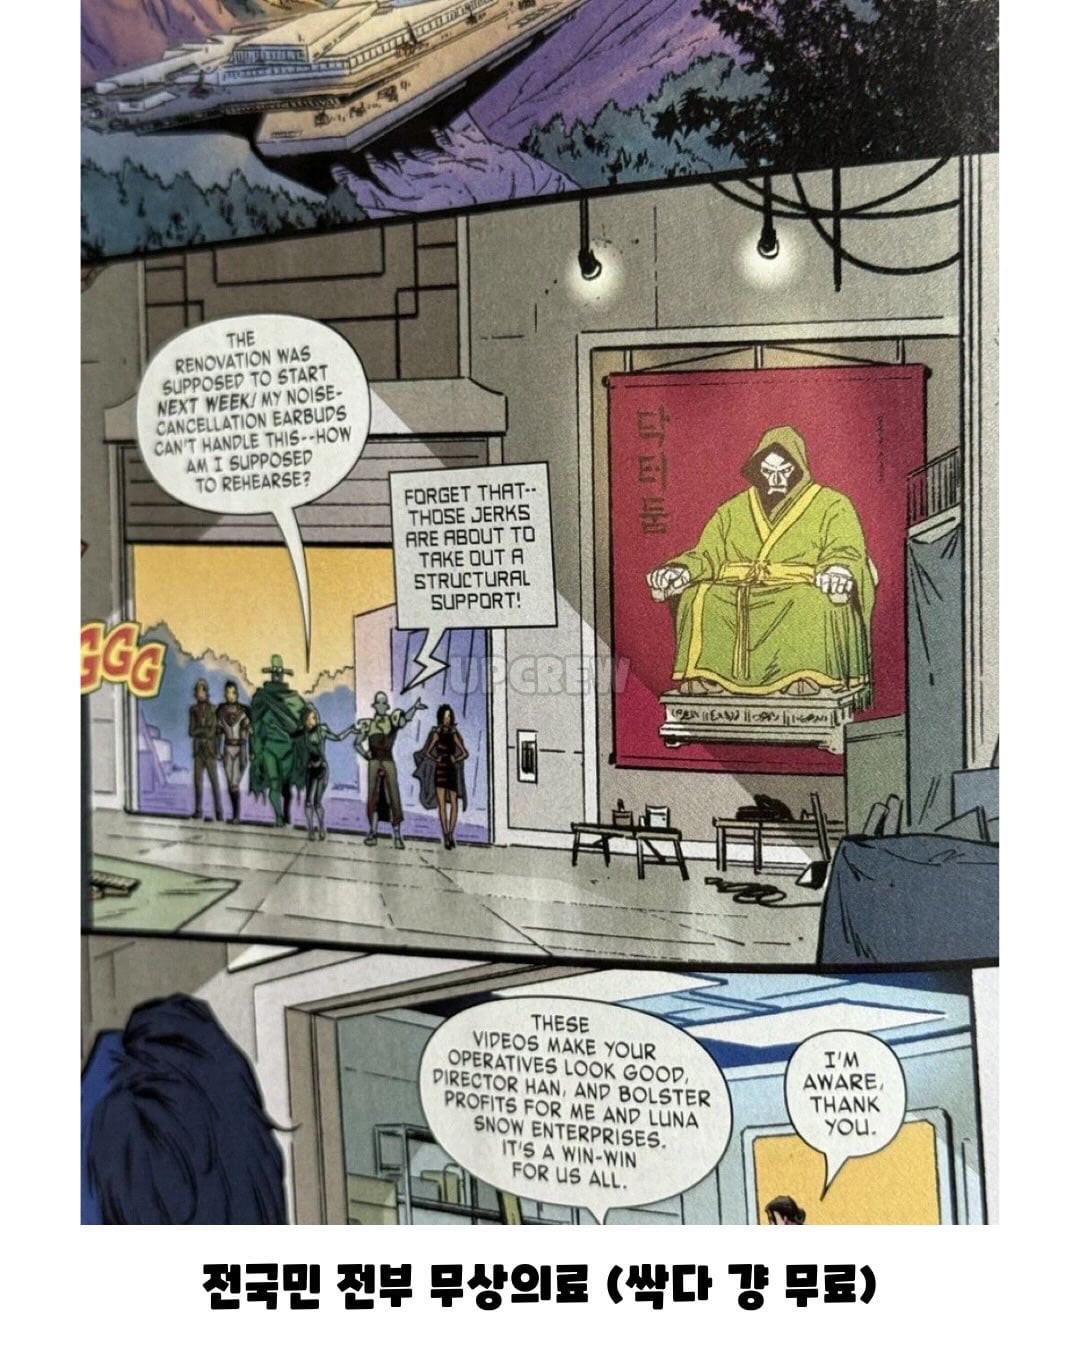 THE
RENOVATION WAS
SUPPOSED TO START
NEXT WEEK! MY NOISE-
CANCELLATION EARBUDS
CAN'T HANDLE THIS--HOW
AM I SUPPOSED
TO REHEARSE?
FORGET THAT--
THOSE JERKS
ARE ABOUT TO
TAKE OUT A
STRUCTURAL
SUPPORT!
GGG
UPCREW
THESE
VIDEOS MAKE YOUR
OPERATIVES LOOK GOOD,
DIRECTOR HAN, AND BOLSTER
PROFITS FOR ME AND LUNA
SNOW ENTERPRISES.
IT'S A WIN-WIN
FOR US ALL.
I'M
AWARE,
THANK
YOU.
전국민 전부 무상의료 (싹다 걍 무료)